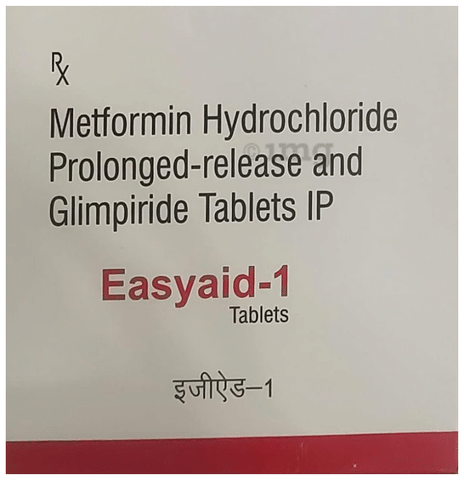 Rx
Metformin Hydrochloride
Prolonged-release and
Glimpiride Tablets IP
Easyaid-1
Tablets
इजीऐड–1